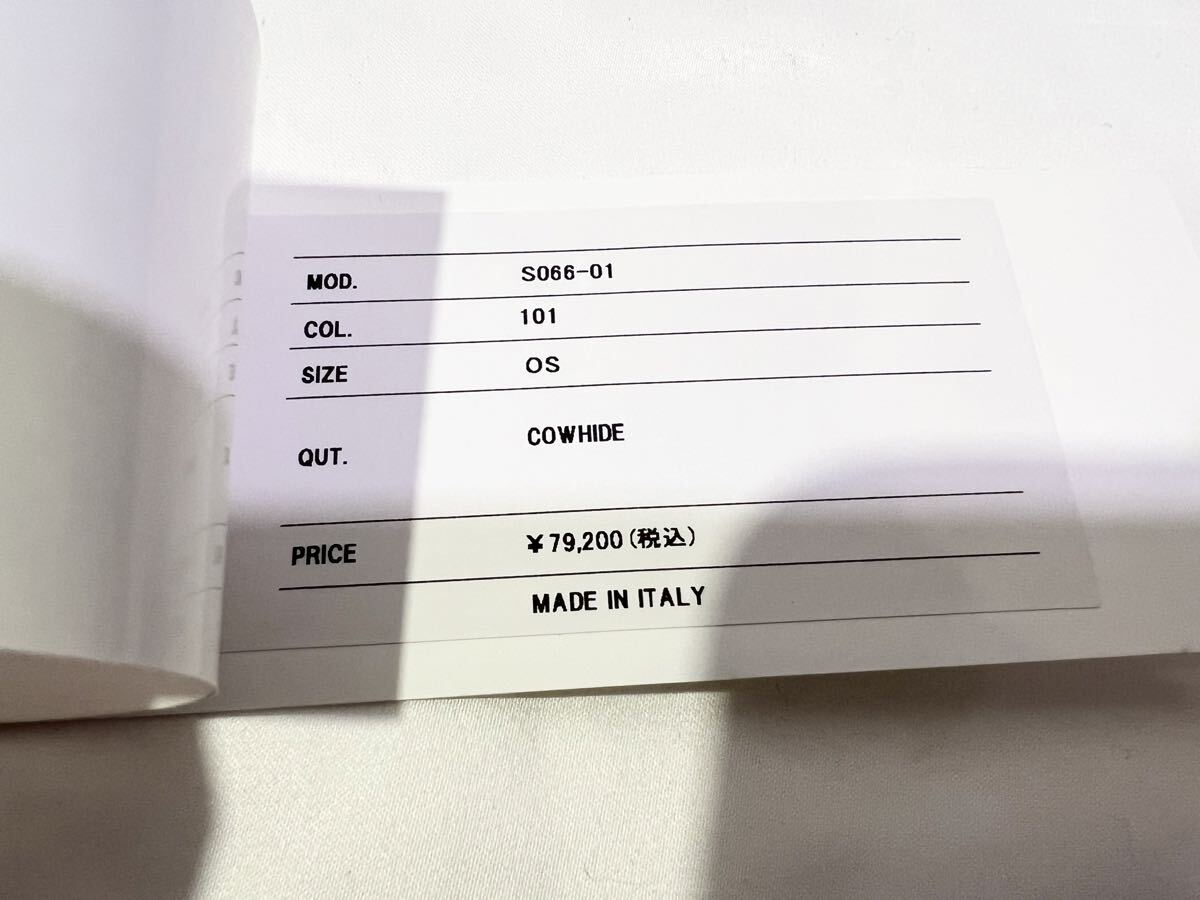 MOD. S066-01
COL. 101
SIZE OS
QUT. COWHIDE
PRICE ¥79,200(税込)
MADE IN ITALY